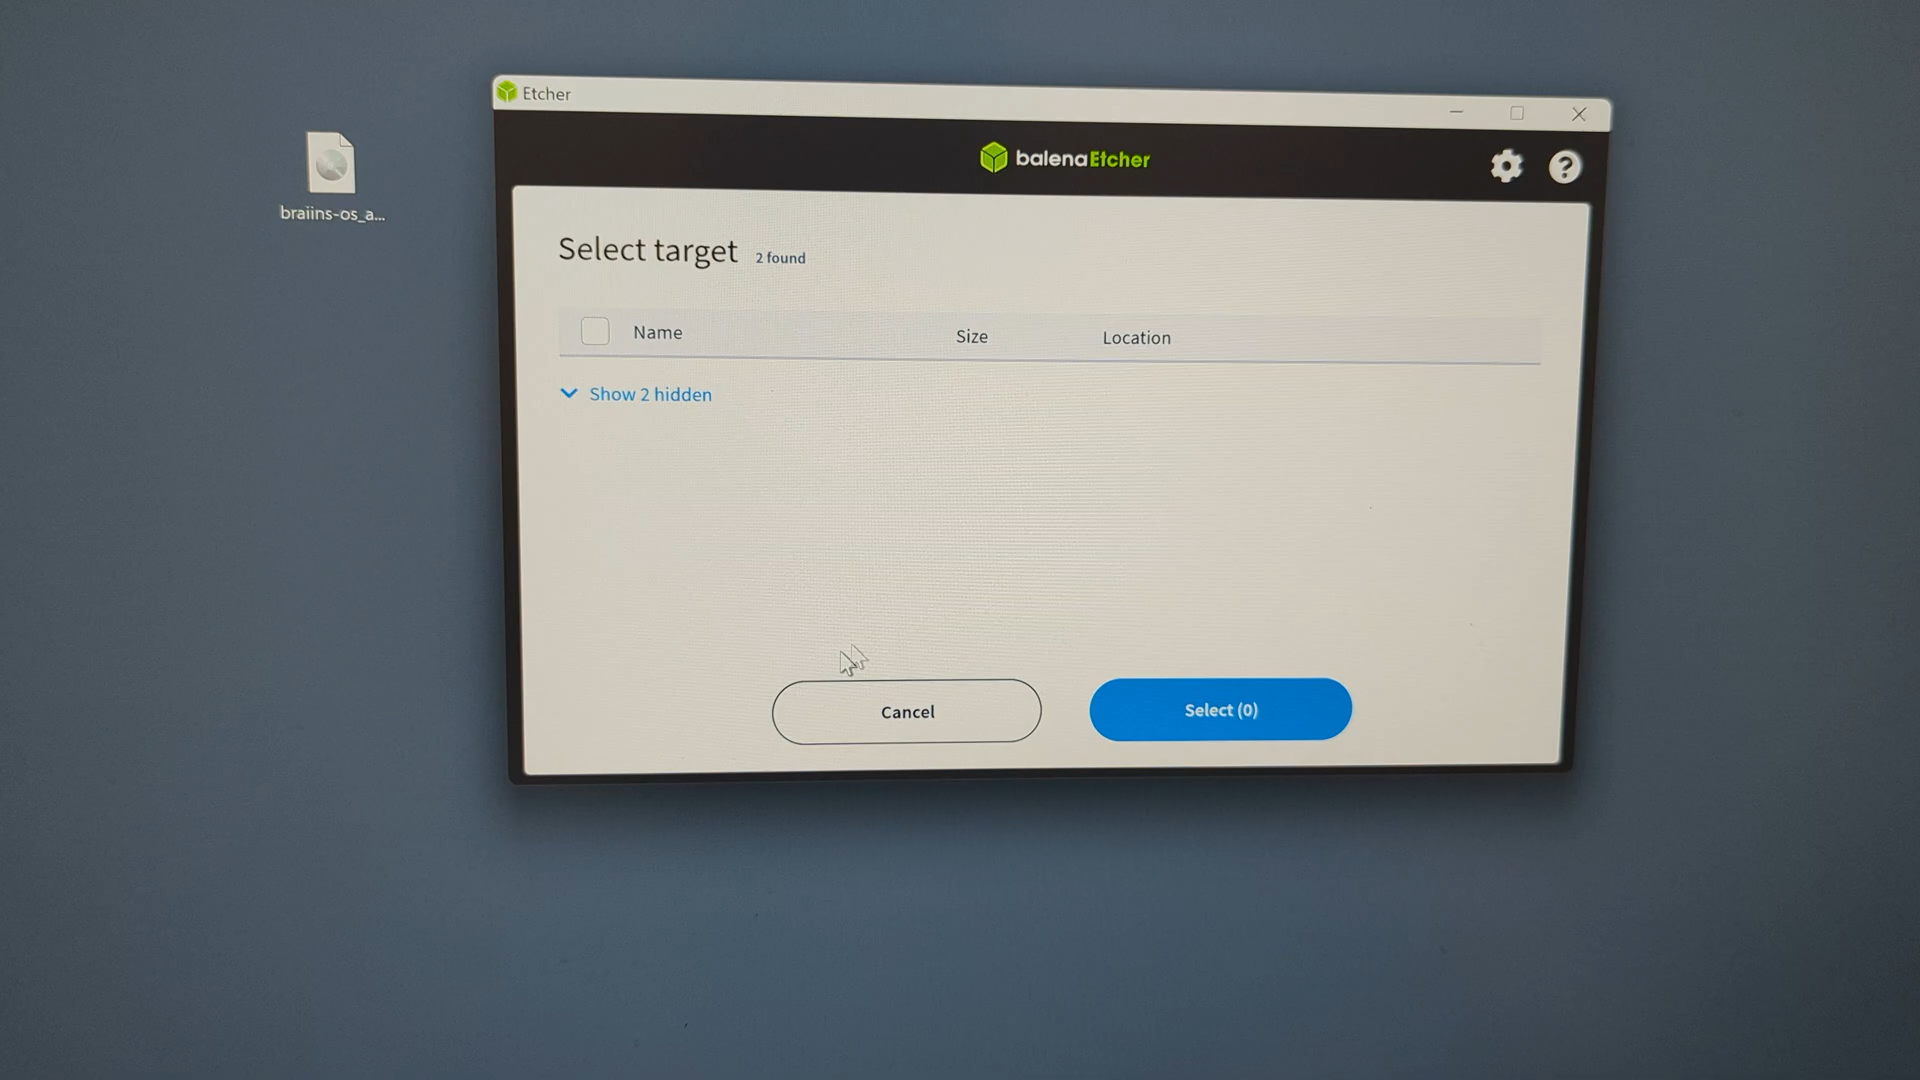 Etcher
balenaEtcher
braiins-os_a...
Select target 2 found
Name Size Location
Show 2 hidden
Cancel Select (0)